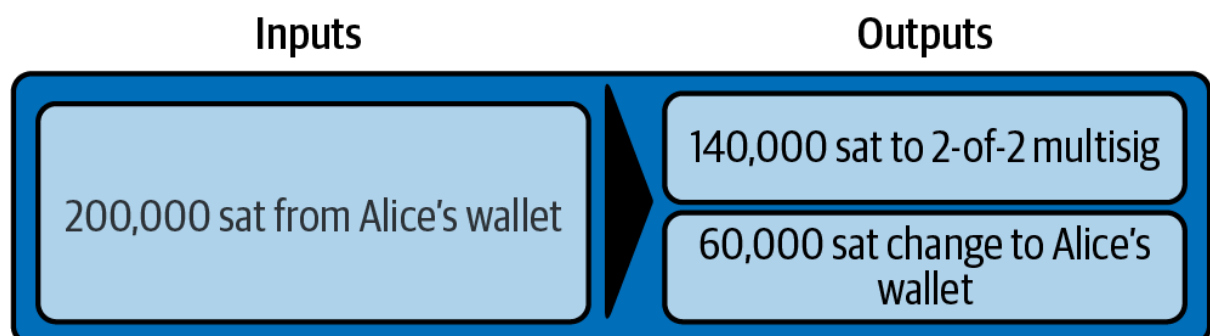 Inputs
Outputs
200,000 sat from Alice's wallet
140,000 sat to 2-of-2 multisig
60,000 sat change to Alice's
wallet